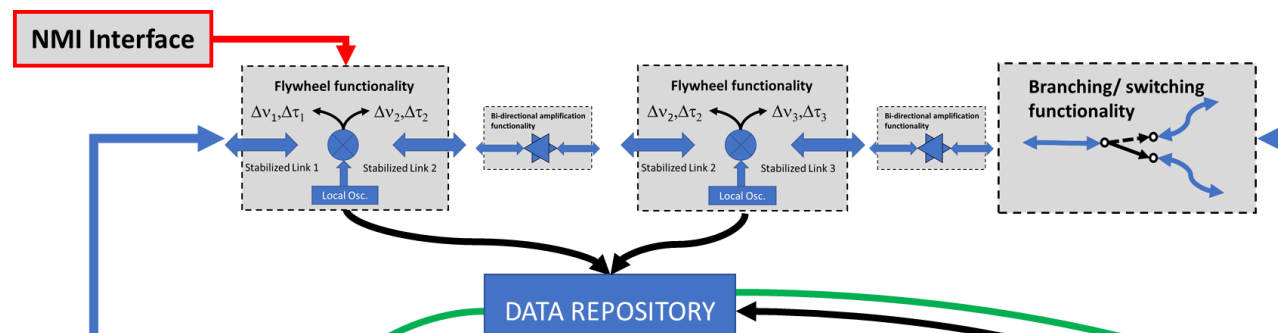 NMI Interface
Flywheel functionality
Δν₁,Δτ₁
Δν₂,Δτ₂
Stabilized Link 1
Stabilized Link 2
Local Osc.
Bi-directional amplification
functionality
Flywheel functionality
Δν₂,Δτ₂
Δν₃,Δτ₃
Stabilized Link 2
Stabilized Link 3
Local Osc.
Bi-directional amplification
functionality
Branching/ switching
functionality
DATA REPOSITORY